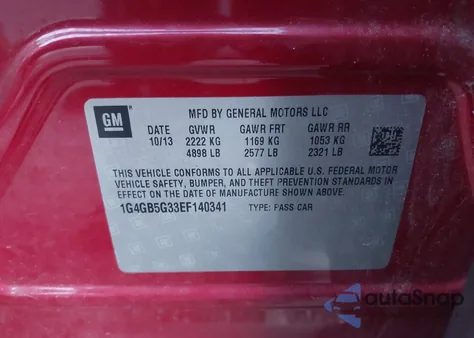 GM
MFD BY GENERAL MOTORS LLC
DATE GVWR GAWR FRT GAWR RR
10/13 2222 KG 1169 KG 1053 KG
4898 LB 2577 LB 2321 LB
THIS VEHICLE CONFORMS TO ALL APPLICABLE U.S. FEDERAL MOTOR
VEHICLE SAFETY, BUMPER, AND THEFT PREVENTION STANDARDS
IN EFFECT ON THE DATE OF MANUFACTURE SHOWN ABOVE.
1G4GB5G33EF140341 TYPE: PASS CAR
autaSnap